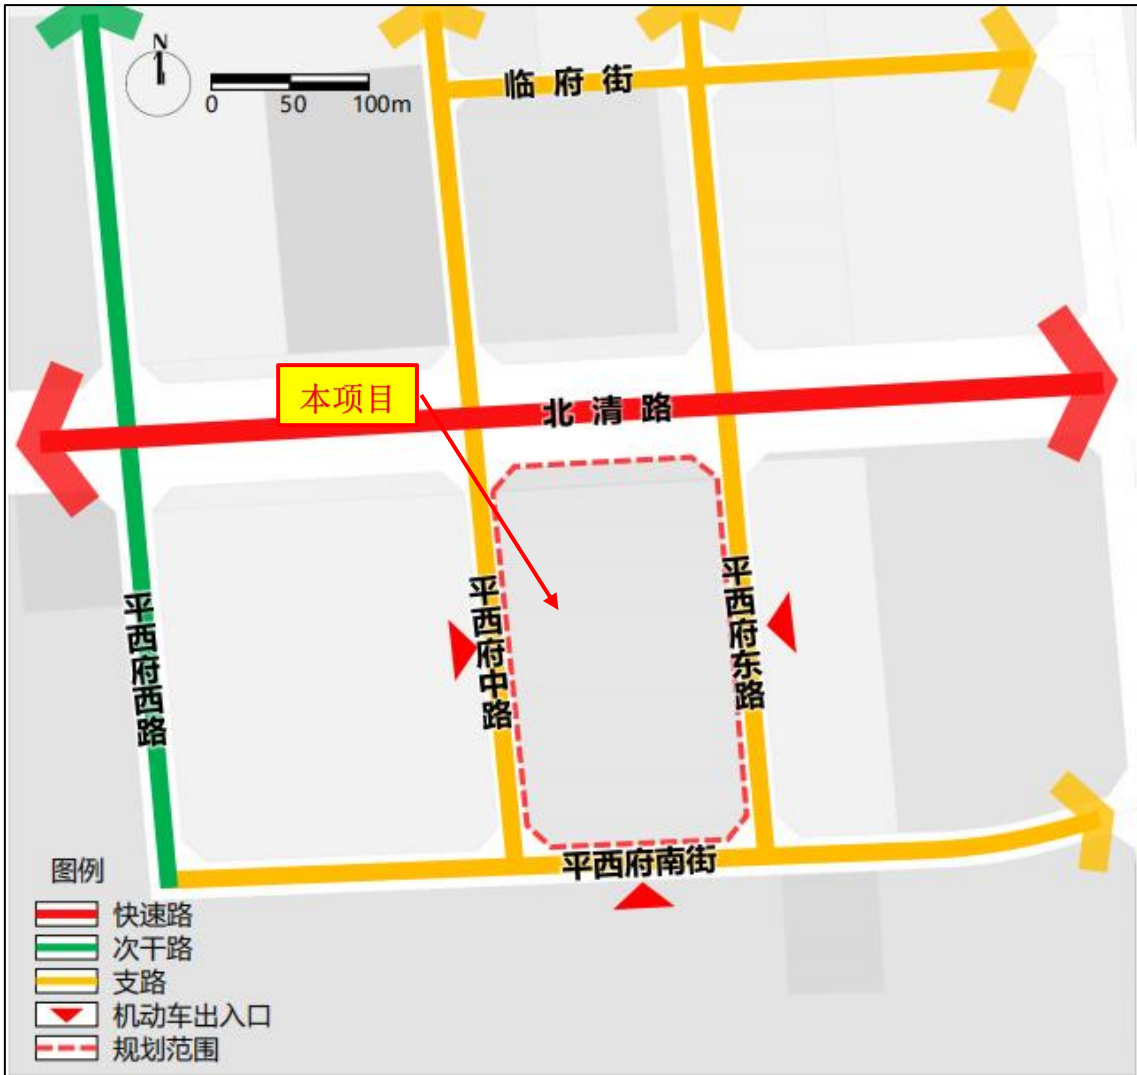 N
0 50 100m
临府街
本项目
北清路
平西府西路
平西府中路
平西府东路
平西府南街
图例
快速路
次干路
支路
机动车出入口
规划范围